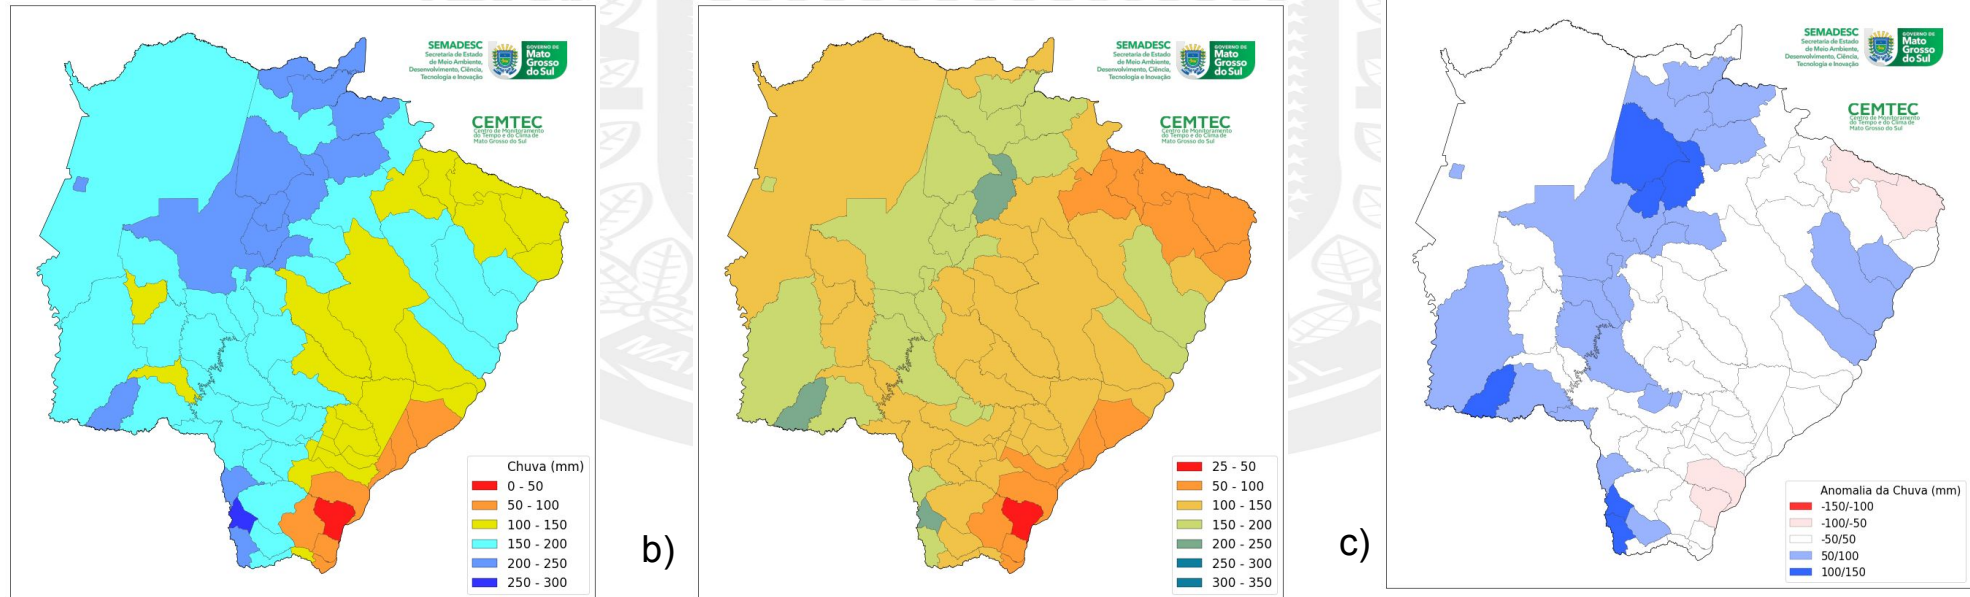 SEMADESC
Secretaria de Estado
de Meio Ambiente,
Desenvolvimento, Ciência,
Tecnologia e Inovação
GOVERNO DE
Mato
Grosso
do Sul
CEMTEC
Centro de Monitoramento
do Tempo e do Clima de
Mato Grosso do Sul
Chuva (mm)
0 - 50
50 - 100
100 - 150
150 - 200
200 - 250
250 - 300
b)
SEMADESC
Secretaria de Estado
de Meio Ambiente,
Desenvolvimento, Ciência,
Tecnologia e Inovação
GOVERNO DE
Mato
Grosso
do Sul
CEMTEC
Centro de Monitoramento
do Tempo e do Clima de
Mato Grosso do Sul
25 - 50
50 - 100
100 - 150
150 - 200
200 - 250
250 - 300
300 - 350
c)
SEMADESC
Secretaria de Estado
de Meio Ambiente,
Desenvolvimento, Ciência,
Tecnologia e Inovação
GOVERNO DE
Mato
Grosso
do Sul
CEMTEC
Centro de Monitoramento
do Tempo e do Clima de
Mato Grosso do Sul
Anomalia da Chuva (mm)
-150/-100
-100/-50
-50/50
50/100
100/150